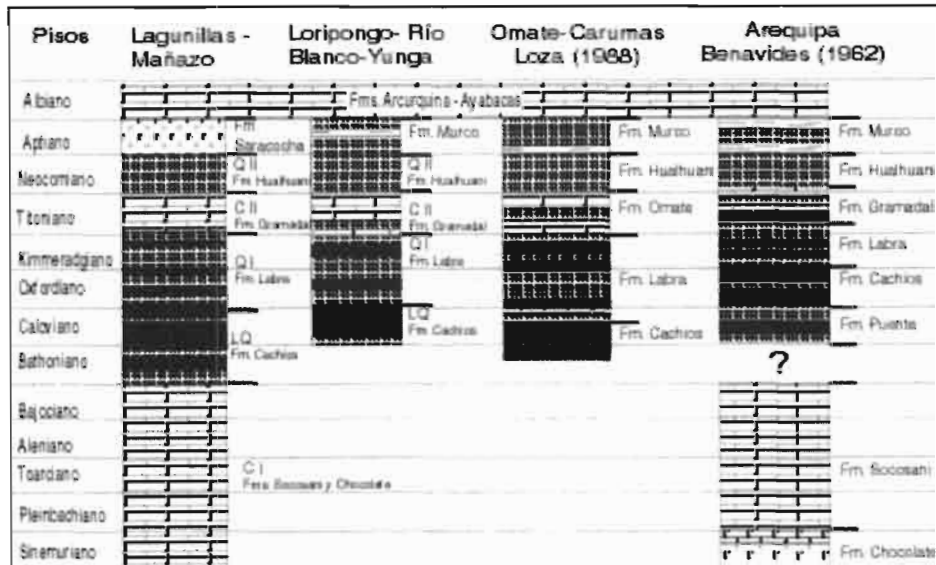 Pisos
Lagunillas -
Mañazo
Loripongo- Río
Blanco-Yunga
Omate-Carumas
Loza (1988)
Arequipa
Benavides (1962)
Albiano
Fms. Arcurquina - Ayabacas
Aptiano
Fm
Saracocha
Fm. Murco
Fm. Murco
Fm. Murco
Neocomiano
Q II
Fm. Hualhuani
Q II
Fm. Hualhuani
Fm. Hualhuani
Fm. Hualhuani
Titoniano
C II
Fm. Gramadal
C II
Fm. Gramadal
Fm. Omate
Fm. Gramadal
Kimmeradgiano
Q I
Fm. Labra
Q I
Fm. Labra
Fm. Labra
Fm. Labra
Oxfordiano
Fm. Cachios
Caloviano
LQ
Fm. Cachios
LQ
Fm. Cachios
Fm. Cachios
Fm. Puente
Bathoniano
?
Bajociano
Aleniano
Toarciano
C I
Fms. Socosani y Chocolate
Fm. Socosani
Pleinbachiano
Sinemuriano
Fm. Chocolate